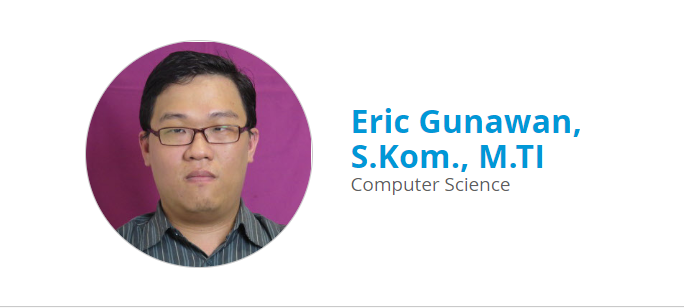 Eric Gunawan,
S.Kom., M.TI
Computer Science